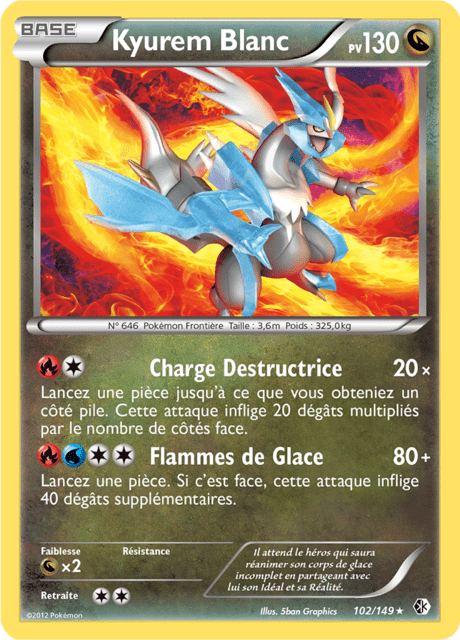 BASE
Kyurem Blanc
PV130
N° 646 Pokémon Frontière Taille : 3,6m Poids : 325,0kg
Charge Destructrice 20×
Lancez une pièce jusqu'à ce que vous obteniez un
côté pile. Cette attaque inflige 20 dégâts multipliés
par le nombre de côtés face.
Flammes de Glace 80+
Lancez une pièce. Si c'est face, cette attaque inflige
40 dégâts supplémentaires.
Faiblesse Résistance
×2
Retraite
Il attend le héros qui saura
réanimer son corps de glace
incomplet en partageant avec
lui son Idéal et sa Réalité.
©2012 Pokémon Illus. 5ban Graphics 102/149 ★